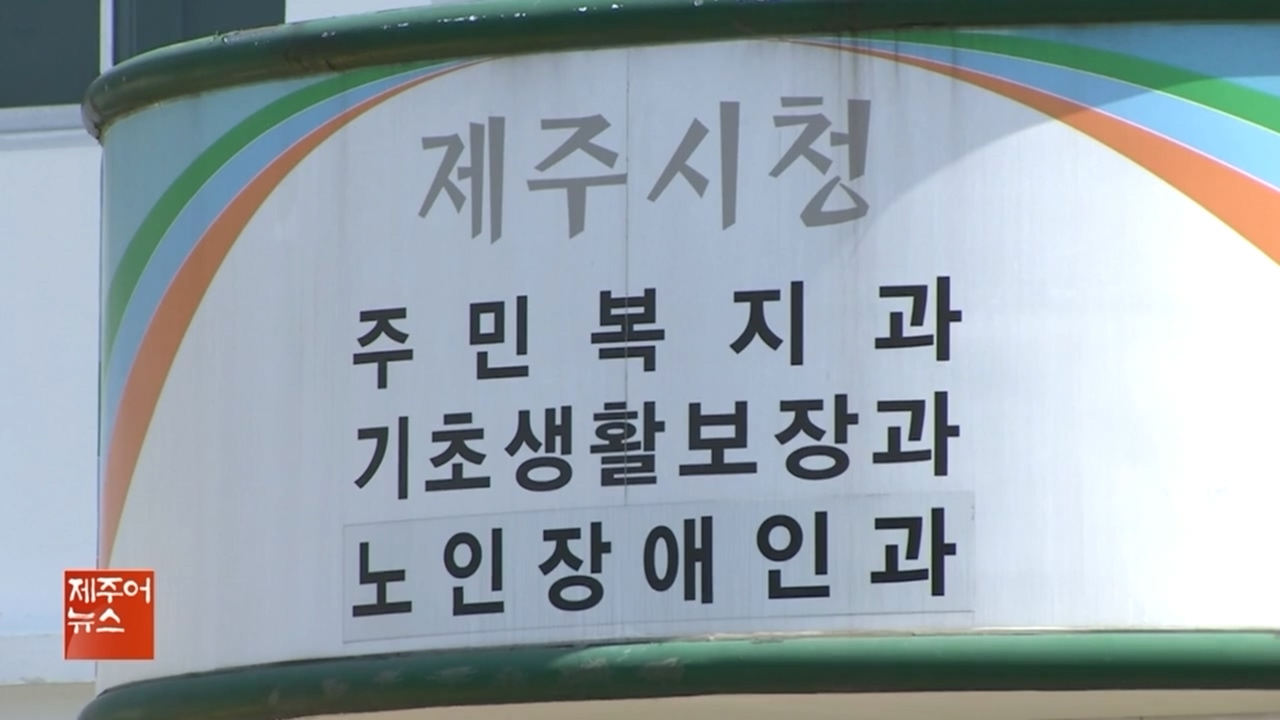 제주시청
주민복지과
기초생활보장과
노인장애인과
제주어
뉴스